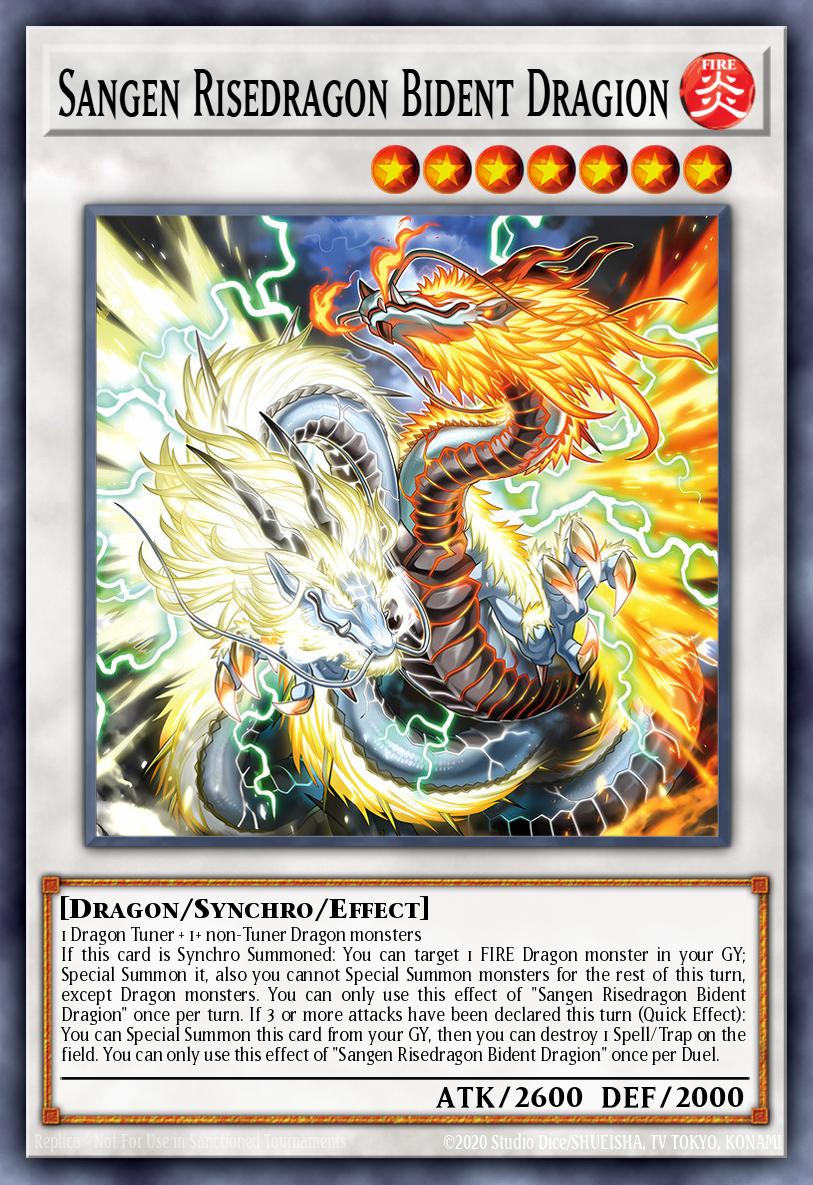 Sangen Risedragon Bident Dragion
FIRE
炎
[Dragon/Synchro/Effect]
1 Dragon Tuner + 1+ non-Tuner Dragon monsters
If this card is Synchro Summoned: You can target 1 FIRE Dragon monster in your GY;
Special Summon it, also you cannot Special Summon monsters for the rest of this turn,
except Dragon monsters. You can only use this effect of "Sangen Risedragon Bident
Dragion" once per turn. If 3 or more attacks have been declared this turn (Quick Effect):
You can Special Summon this card from your GY, then you can destroy 1 Spell/Trap on the
field. You can only use this effect of "Sangen Risedragon Bident Dragion" once per Duel.
ATK/2600 DEF/2000
Replica - Not For Use in Sanctioned Tournaments
©2020 Studio Dice/SHUEISHA, TV TOKYO, KONAMI